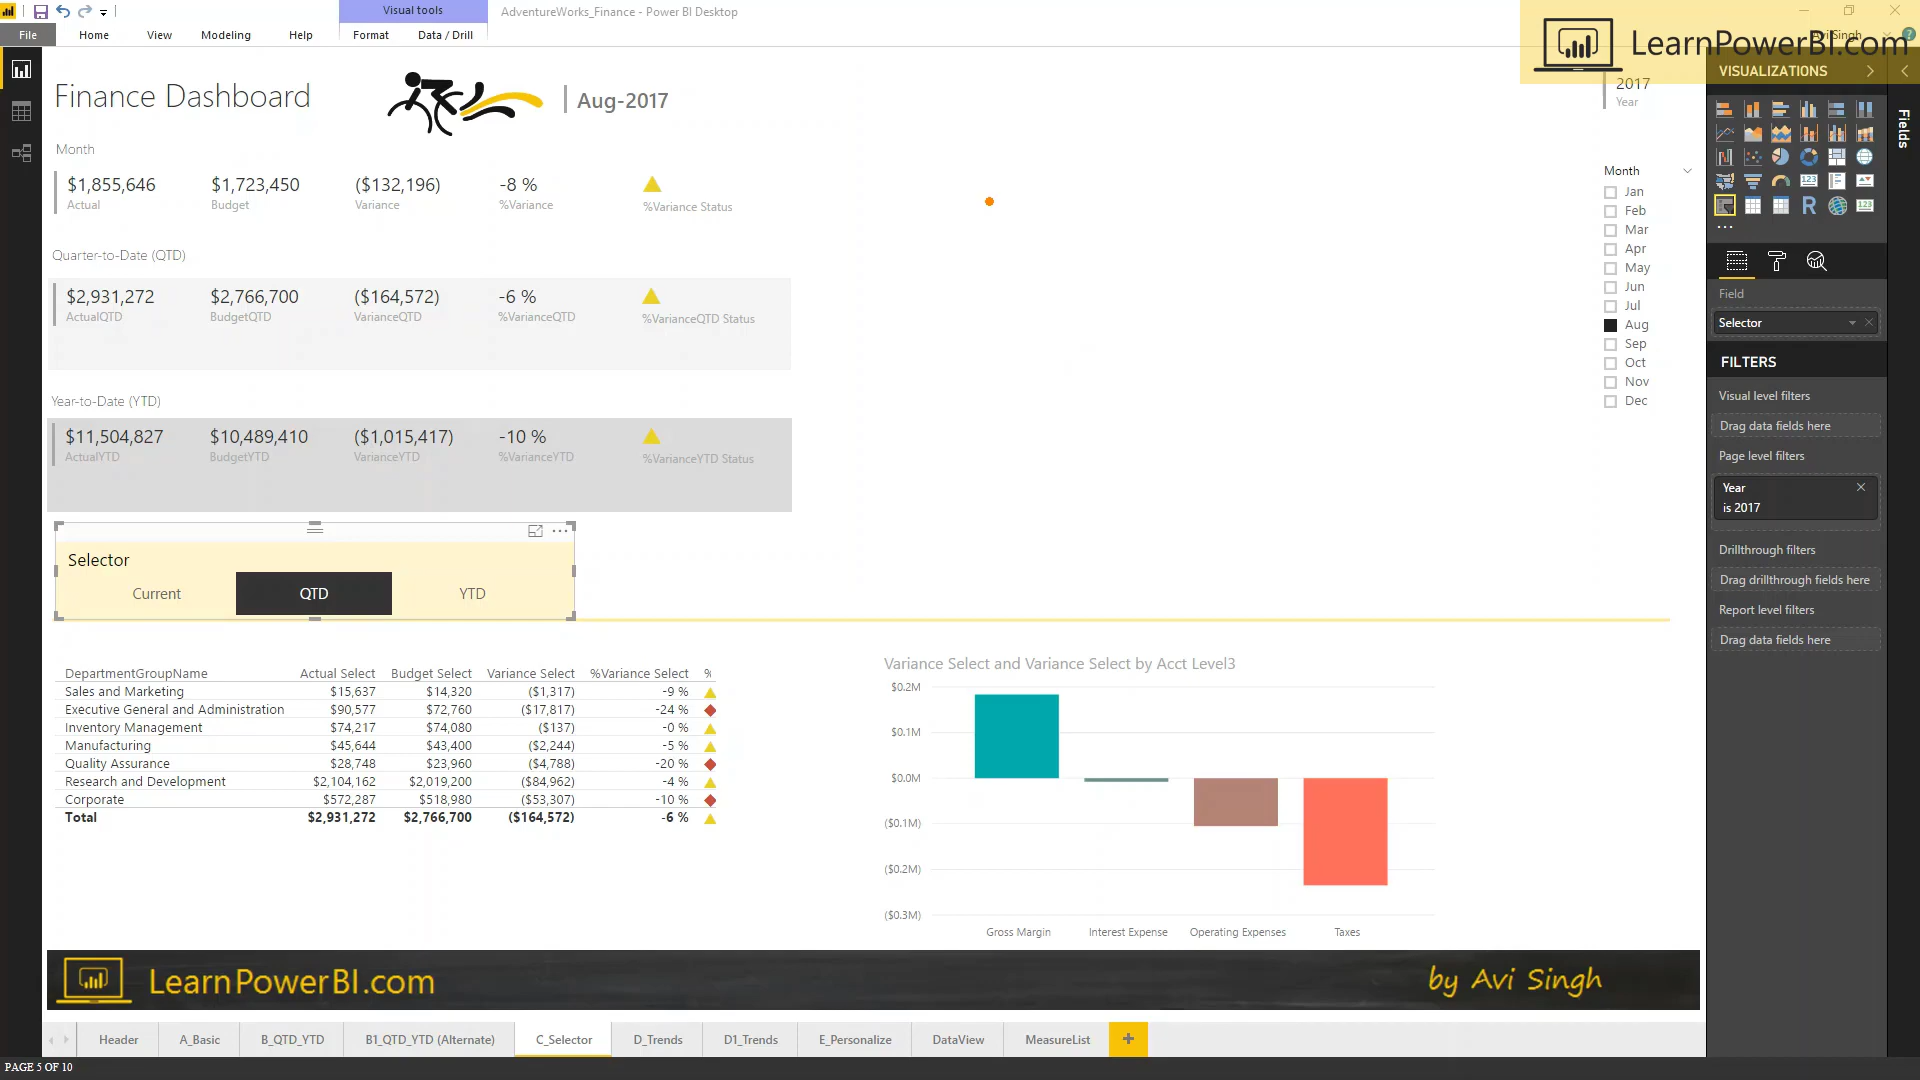 Visual tools
AdventureWorks_Finance - Power BI Desktop
File Home View Modeling Help Format Data / Drill
Avi Singh
LearnPowerBI.com
Finance Dashboard
Aug-2017
2017
Year
VISUALIZATIONS
Fields
Month
$1,855,646 $1,723,450 ($132,196) -8 %
Actual Budget Variance %Variance %Variance Status
Quarter-to-Date (QTD)
$2,931,272 $2,766,700 ($164,572) -6 %
ActualQTD BudgetQTD VarianceQTD %VarianceQTD %VarianceQTD Status
Year-to-Date (YTD)
$11,504,827 $10,489,410 ($1,015,417) -10 %
ActualYTD BudgetYTD VarianceYTD %VarianceYTD %VarianceYTD Status
Month
Jan
Feb
Mar
Apr
May
Jun
Jul
Aug
Sep
Oct
Nov
Dec
Field
Selector
FILTERS
Visual level filters
Drag data fields here
Page level filters
Year
is 2017
Drillthrough filters
Drag drillthrough fields here
Report level filters
Drag data fields here
Selector
Current QTD YTD
DepartmentGroupName Actual Select Budget Select Variance Select %Variance Select %
Sales and Marketing $15,637 $14,320 ($1,317) -9 %
Executive General and Administration $90,577 $72,760 ($17,817) -24 %
Inventory Management $74,217 $74,080 ($137) -0 %
Manufacturing $45,644 $43,400 ($2,244) -5 %
Quality Assurance $28,748 $23,960 ($4,788) -20 %
Research and Development $2,104,162 $2,019,200 ($84,962) -4 %
Corporate $572,287 $518,980 ($53,307) -10 %
Total $2,931,272 $2,766,700 ($164,572) -6 %
Variance Select and Variance Select by Acct Level3
$0.2M
$0.1M
$0.0M
($0.1M)
($0.2M)
($0.3M)
Gross Margin Interest Expense Operating Expenses Taxes
LearnPowerBI.com
by Avi Singh
Header A_Basic B_QTD_YTD B1_QTD_YTD (Alternate) C_Selector D_Trends D1_Trends E_Personalize DataView MeasureList +
PAGE 5 OF 10